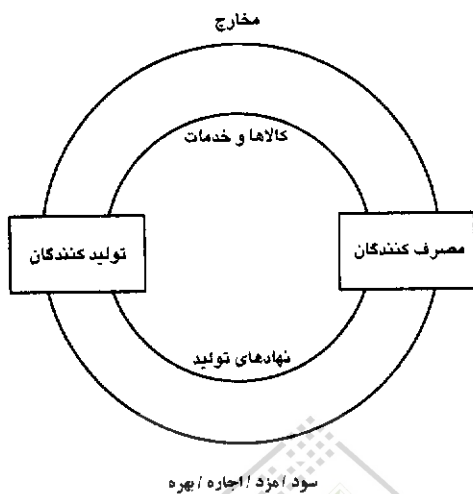 مخارج
کالاها و خدمات
مصرف کنندگان
تولید کنندگان
نهادهای تولید
سود / مزد / اجاره / بهره